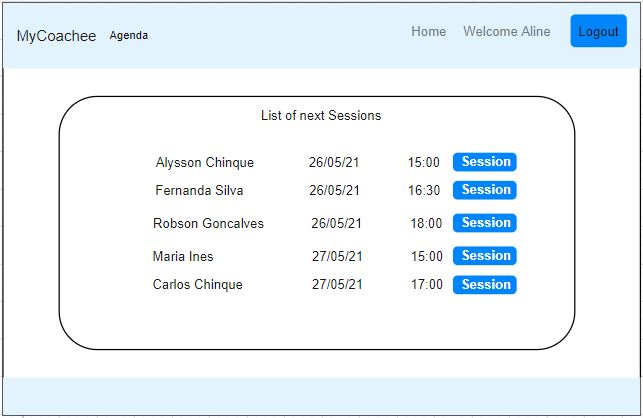 MyCoachee Agenda Home Welcome Aline Logout
List of next Sessions
Alysson Chinque 26/05/21 15:00 Session
Fernanda Silva 26/05/21 16:30 Session
Robson Goncalves 26/05/21 18:00 Session
Maria Ines 27/05/21 15:00 Session
Carlos Chinque 27/05/21 17:00 Session